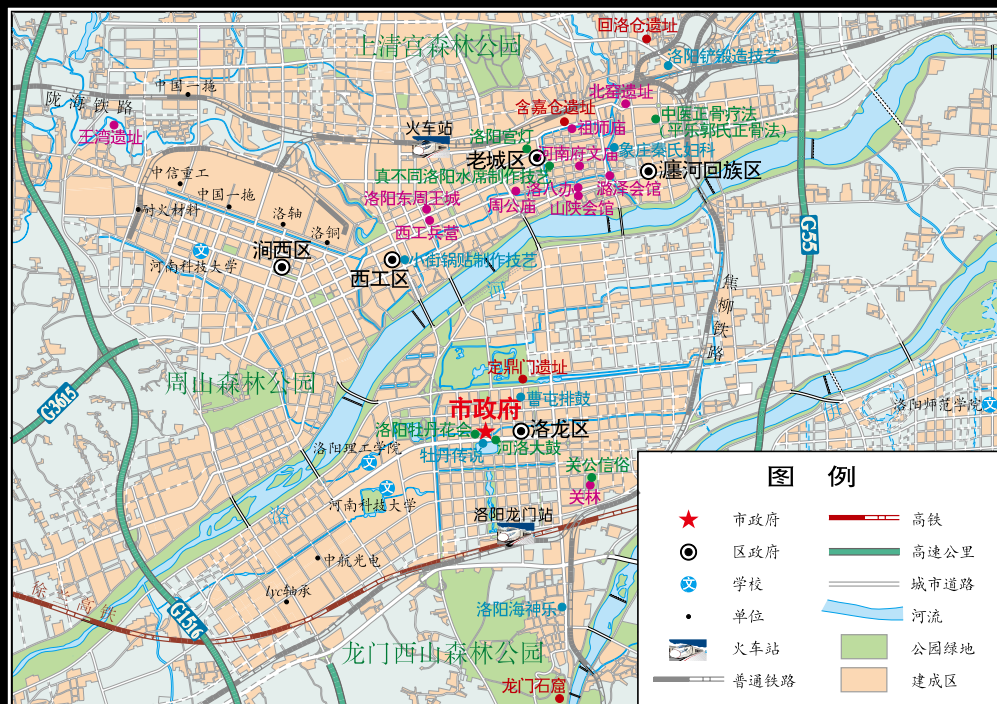 回洛仓遗址
上清宫森林公园
洛阳铲锻造技艺
中国一拖
北窑遗址
陇海铁路
含嘉仓遗址
中医正骨疗法
(平乐郭氏正骨法)
王湾遗址
火车站
祖师庙
洛阳宫灯
象庄秦氏妇科
老城区
河南府文庙
瀍河回族区
真不同洛阳水席制作技艺
中信重工
中国一拖
洛阳东周王城
洛八办
潞泽会馆
周公庙
山陕会馆
耐火材料
洛轴
洛铜
西工兵营
G55
涧西区
河南科技大学
小街锅贴制作技艺
西工区
河
焦柳铁路
定鼎门遗址
周山森林公园
G3615
曹屯排鼓
市政府
洛阳师范学院
洛阳牡丹花会
洛龙区
洛阳理工学院
牡丹传说
河洛大鼓
关公信俗
关林
河南科技大学
洛
洛阳龙门站
中航光电
lyc轴承
徐兰高铁
G1516
洛阳海神乐
龙门西山森林公园
龙门石窟
图 例
市政府
区政府
文
学校
单位
火车站
普通铁路
高铁
高速公里
城市道路
河流
公园绿地
建成区